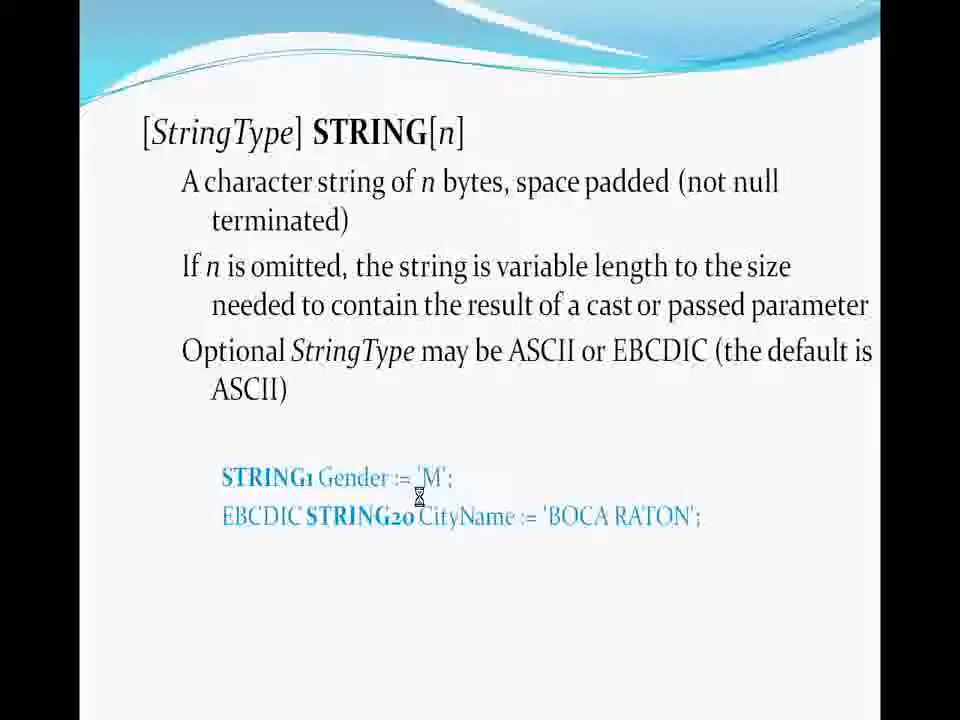 [StringType] STRING[n]
A character string of n bytes, space padded (not null
terminated)
If n is omitted, the string is variable length to the size
needed to contain the result of a cast or passed parameter
Optional StringType may be ASCII or EBCDIC (the default is
ASCII)
STRING1 Gender := 'M';
EBCDIC STRING20 CityName := 'BOCA RATON';